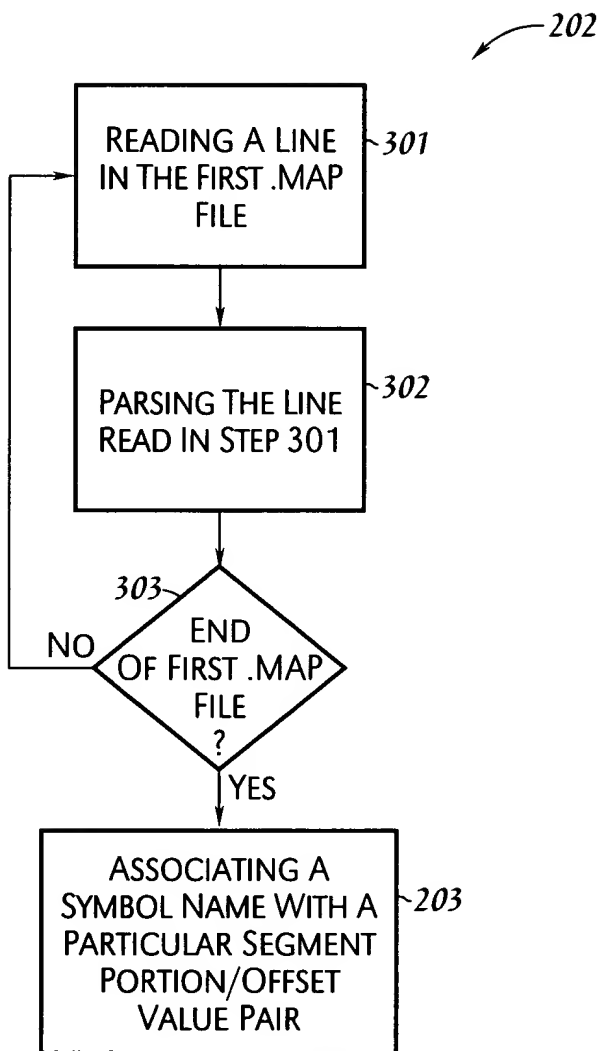 202
READING A LINE
IN THE FIRST .MAP
FILE
301
PARSING THE LINE
READ IN STEP 301
302
303
END
OF FIRST .MAP
FILE
?
NO
YES
ASSOCIATING A
SYMBOL NAME WITH A
PARTICULAR SEGMENT
PORTION/OFFSET
VALUE PAIR
203